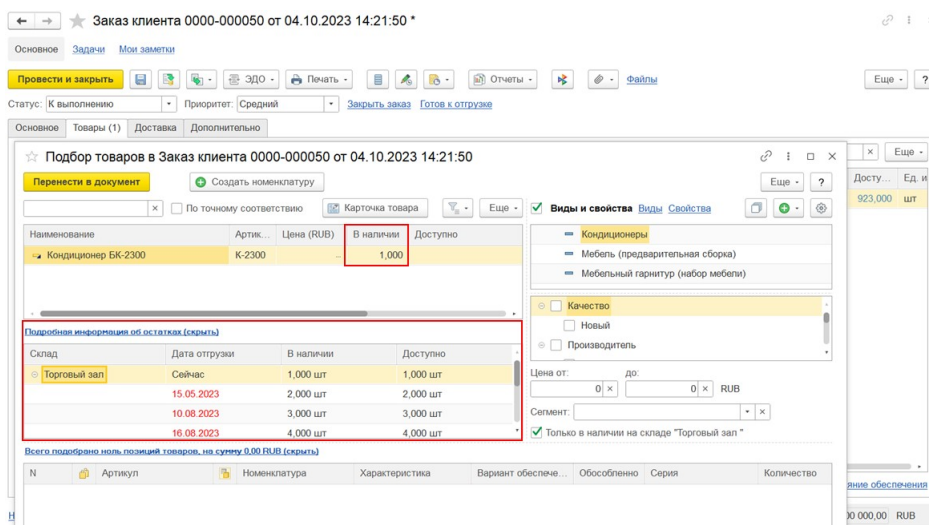 Заказ клиента 0000-000050 от 04.10.2023 14:21:50 *
Основное Задачи Мои заметки
Провести и закрыть ЭДО Печать Отчеты Файлы Еще ?
Статус: К выполнению Приоритет: Средний Закрыть заказ Готов к отгрузке
Основное Товары (1) Доставка Дополнительно
Подбор товаров в Заказ клиента 0000-000050 от 04.10.2023 14:21:50
Еще
Перенести в документ Создать номенклатуру Еще ?
Досту... Ед. и
923,000 шт
По точному соответствию Карточка товара Еще Виды и свойства Виды Свойства
Наименование Артик... Цена (RUB) В наличии Доступно
Кондиционер БК-2300 К-2300 .. 1,000
Кондиционеры
Мебель (предварительная сборка)
Мебельный гарнитур (набор мебели)
Качество
Новый
Производитель
Подробная информация об остатках (скрыть)
Склад Дата отгрузки В наличии Доступно
Торговый зал Сейчас 1,000 шт 1,000 шт
15.05.2023 2,000 шт 2,000 шт
10.08.2023 3,000 шт 3,000 шт
16.08.2023 4,000 шт 4,000 шт
Цена от: до:
0 0 RUB
Сегмент:
Только в наличии на складе "Торговый зал "
Всего подобрано ноль позиций товаров, на сумму 0,00 RUB (скрыть)
N Артикул Номенклатура Характеристика Вариант обеспече... Обособленно Серия Количество
яние обеспечения
00 000,00 RUB